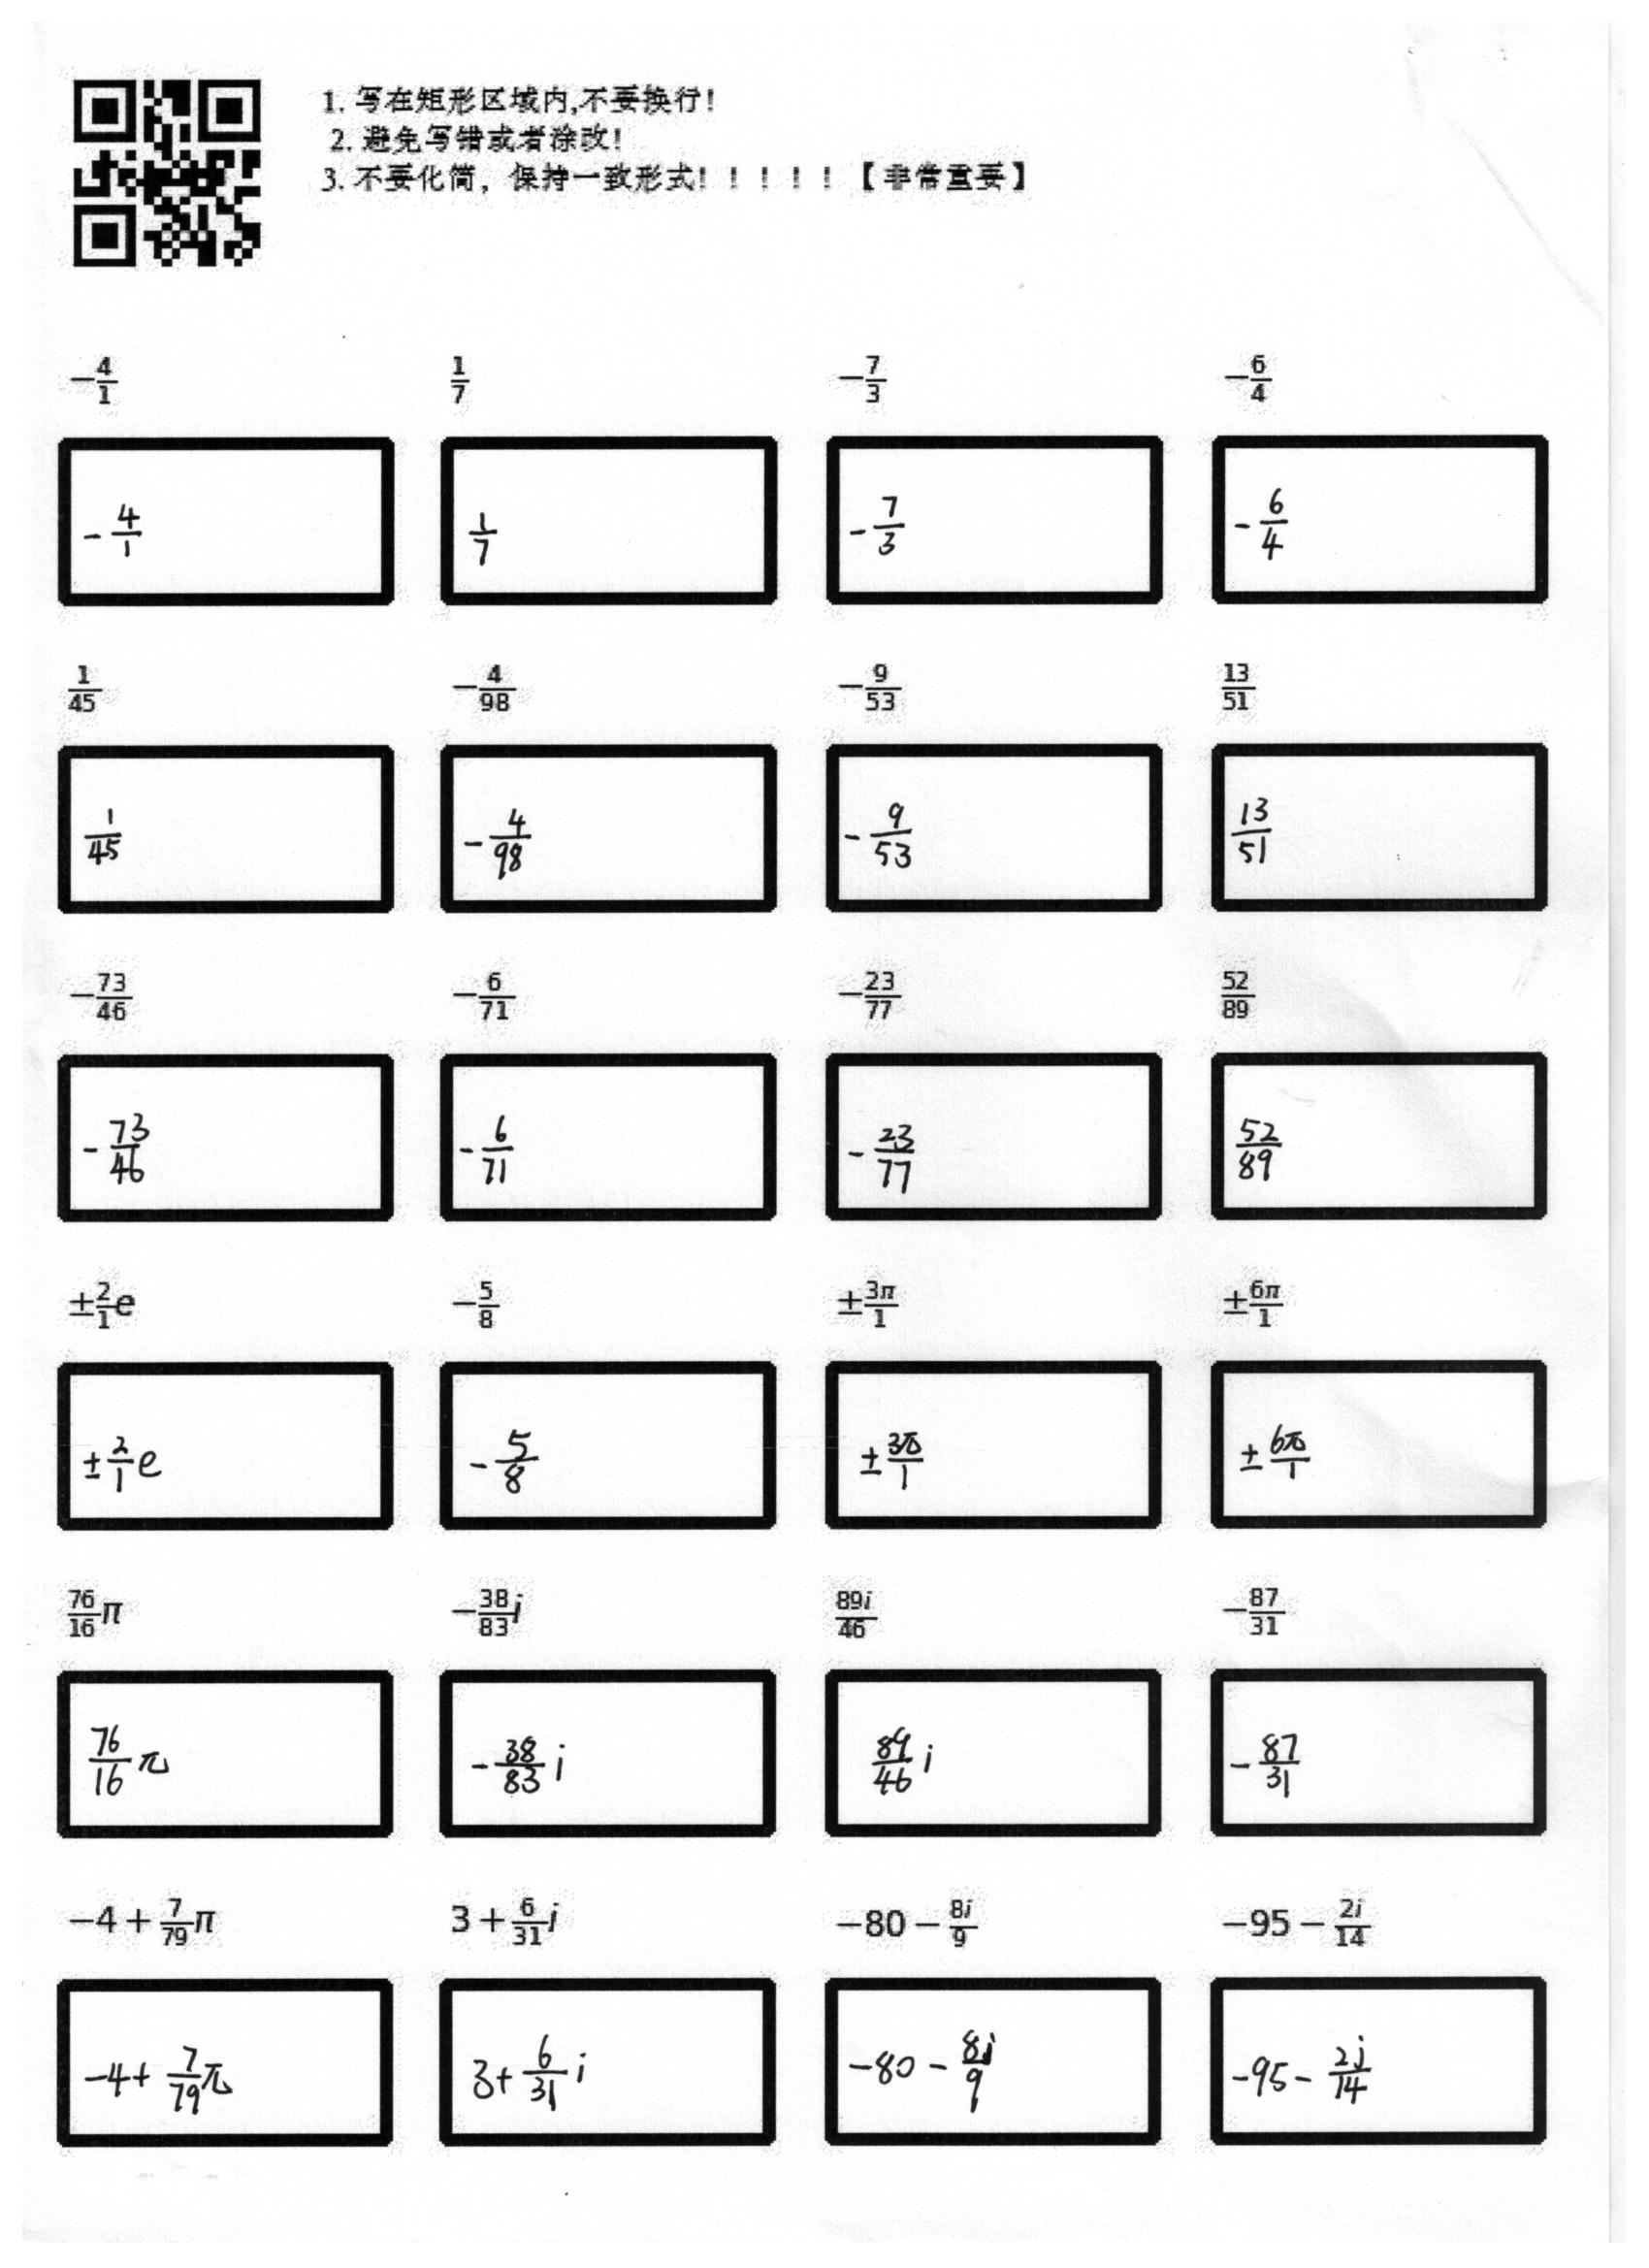 1. 写在矩形区域内,不要换行!
2. 避免写错或者涂改!
3. 不要化简，保持一致形式! ! ! ! !【非常重要】
$-\frac{4}{1}$ $\frac{1}{7}$ $-\frac{7}{3}$ $-\frac{6}{4}$
$-\frac{4}{1}$ $\frac{1}{7}$ $-\frac{7}{3}$ $-\frac{6}{4}$
$\frac{1}{45}$ $-\frac{4}{98}$ $-\frac{9}{53}$ $\frac{13}{51}$
$\frac{1}{45}$ $-\frac{4}{98}$ $-\frac{9}{53}$ $\frac{13}{51}$
$-\frac{73}{46}$ $-\frac{6}{71}$ $-\frac{23}{77}$ $\frac{52}{89}$
$-\frac{73}{46}$ $-\frac{6}{71}$ $-\frac{23}{77}$ $\frac{52}{89}$
$\pm\frac{2}{1}e$ $-\frac{5}{8}$ $\pm\frac{3\pi}{1}$ $\pm\frac{6\pi}{1}$
$\pm\frac{2}{1}e$ $-\frac{5}{8}$ $\pm\frac{3\pi}{1}$ $\pm\frac{6\pi}{1}$
$\frac{76}{16}\pi$ $-\frac{38}{83}i$ $\frac{89i}{46}$ $-\frac{87}{31}$
$\frac{76}{16}\pi$ $-\frac{38}{83}i$ $\frac{89}{46}i$ $-\frac{87}{31}$
$-4+\frac{7}{79}\pi$ $3+\frac{6}{31}i$ $-80-\frac{8i}{9}$ $-95-\frac{2i}{14}$
$-4+\frac{7}{79}\pi$ $3+\frac{6}{31}i$ $-80-\frac{8i}{9}$ $-95-\frac{2i}{14}$